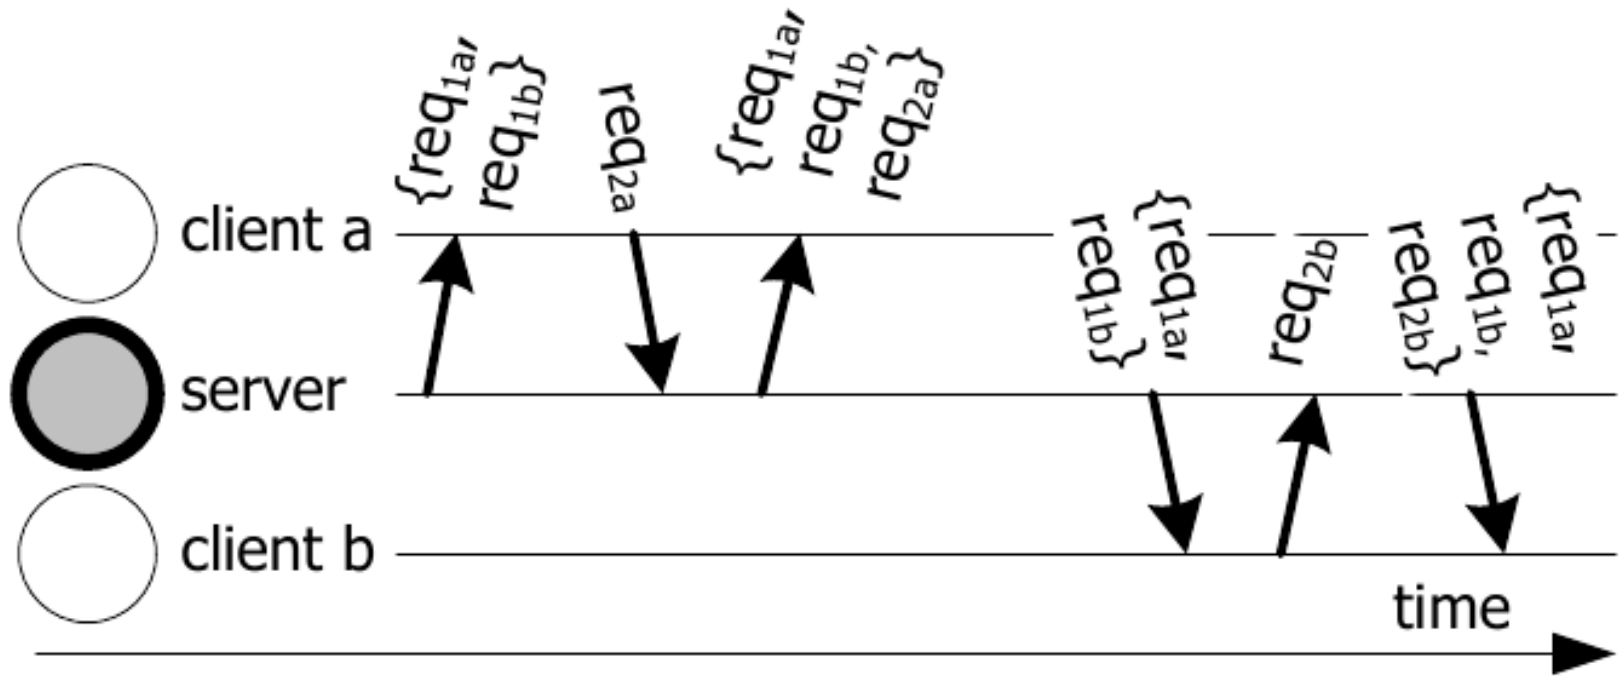 {req1a,
req1b}
req2a
{req1a,
req1b,
req2a}
client a
{req1a,
req1b}
req2b
{req1a,
req1b,
req2b}
server
client b
time